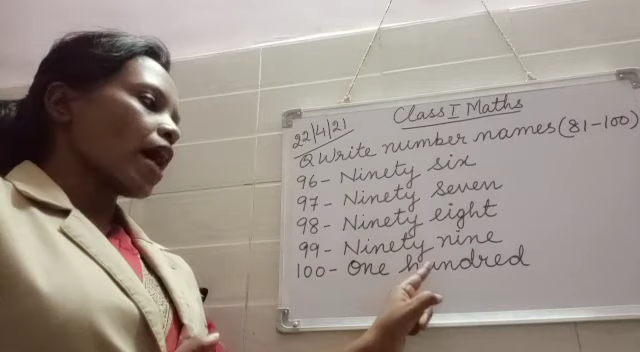 Class I Maths
22/4/21
Q Write number names (81-100)
96- Ninety six
97- Ninety seven
98- Ninety eight
99- Ninety nine
100- One hundred